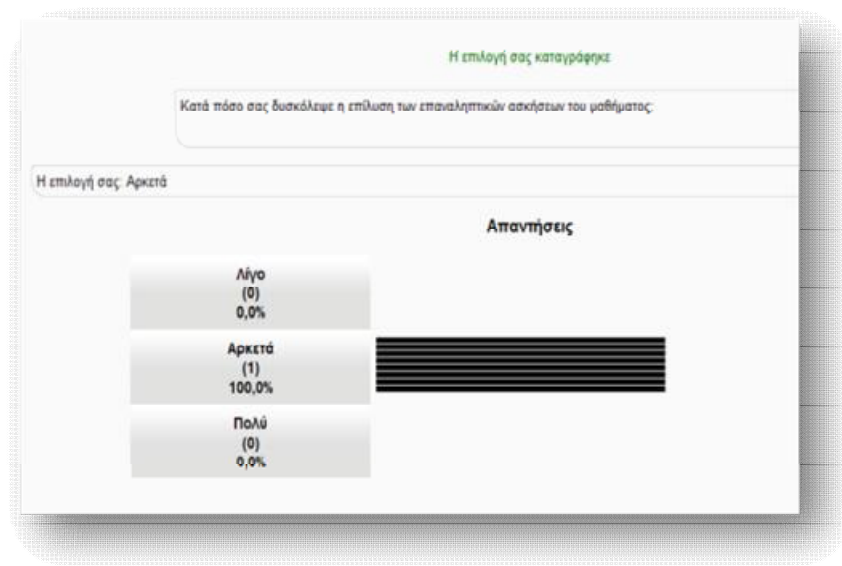 Η επιλογή σας καταγράφηκε
Κατά πόσο σας δυσκόλεψε η επίλυση των επαναληπτικών ασκήσεων του μαθήματος:
Η επιλογή σας: Αρκετά
Απαντήσεις
Λίγο
(0)
0,0%
Αρκετά
(1)
100,0%
Πολύ
(0)
0,0%